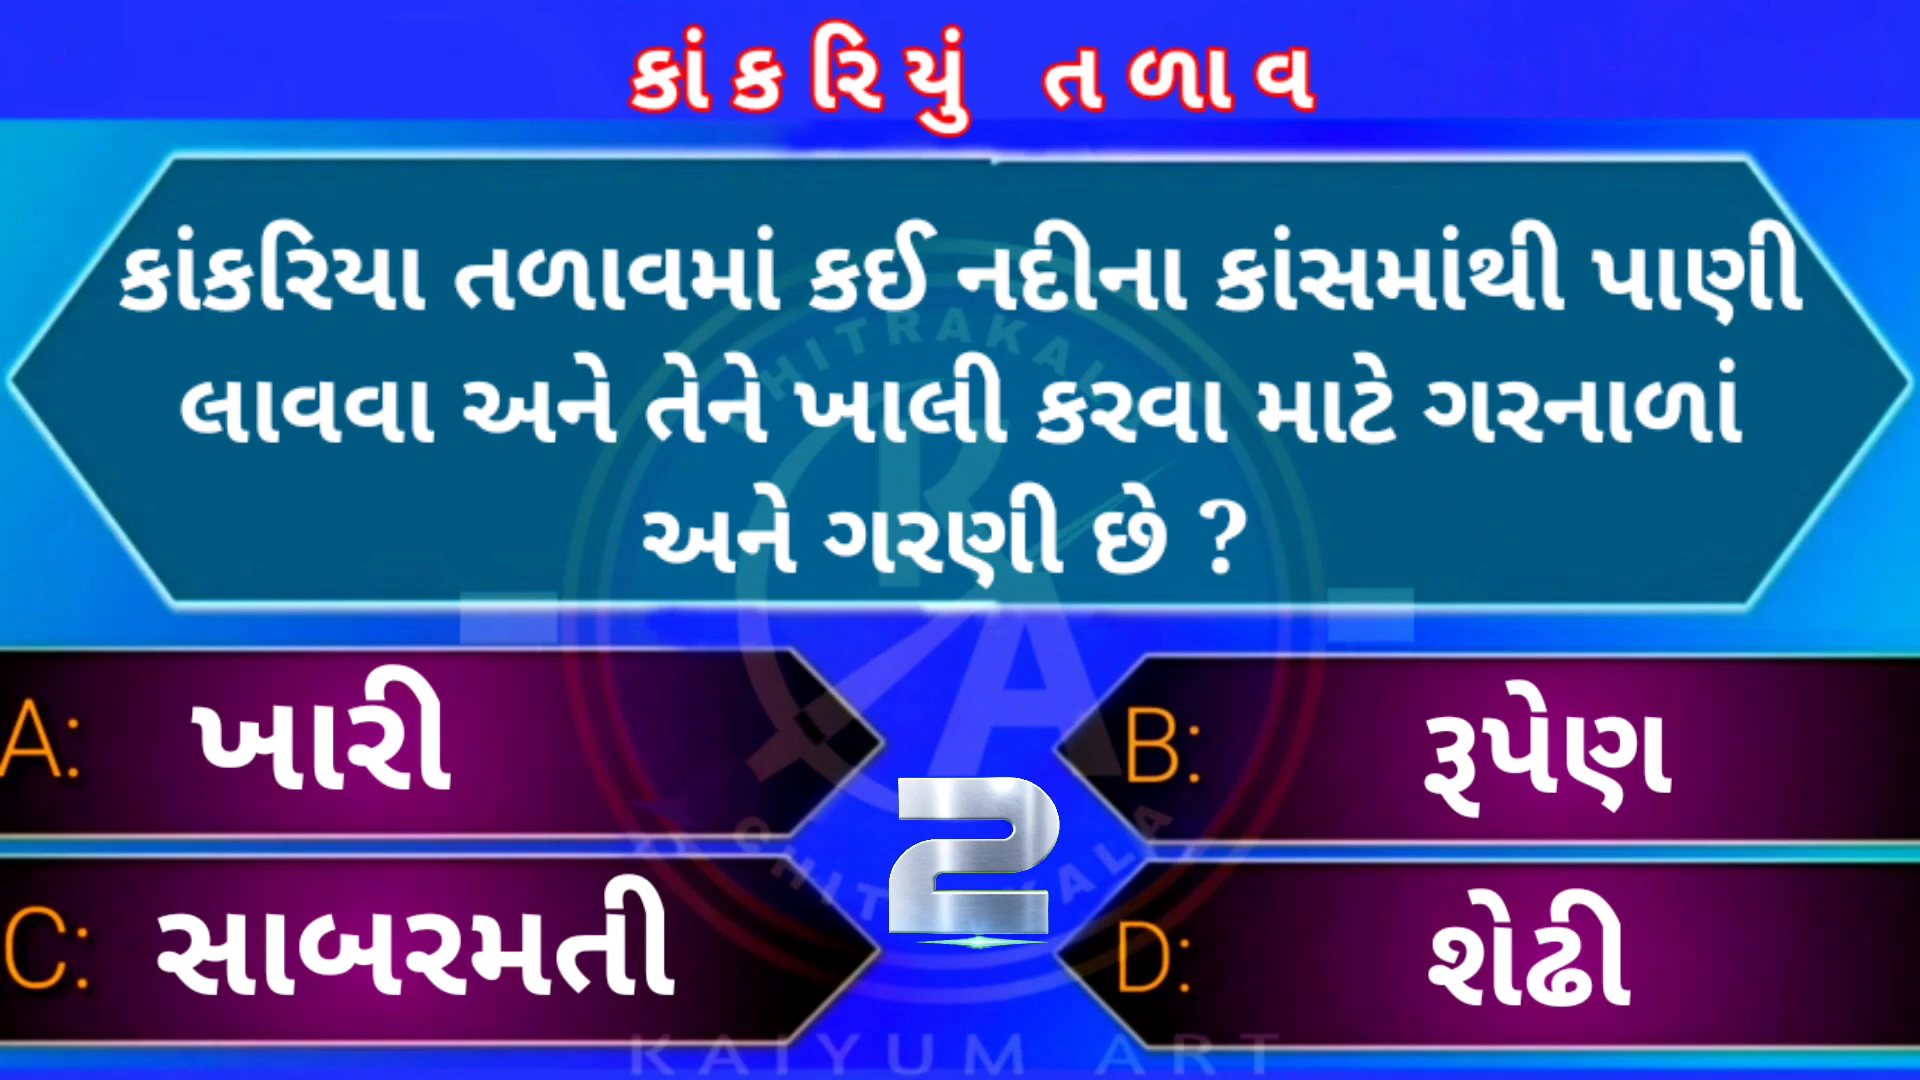 કાંકરિયું તળાવ
કાંકરિયા તળાવમાં કઈ નદીના કાંસમાંથી પાણી
લાવવા અને તેને ખાલી કરવા માટે ગરનાળાં
અને ગરણી છે ?
A: ખારી
B: રૂપેણ
2
C: સાબરમતી
D: શેઢી
KAIYUM ART